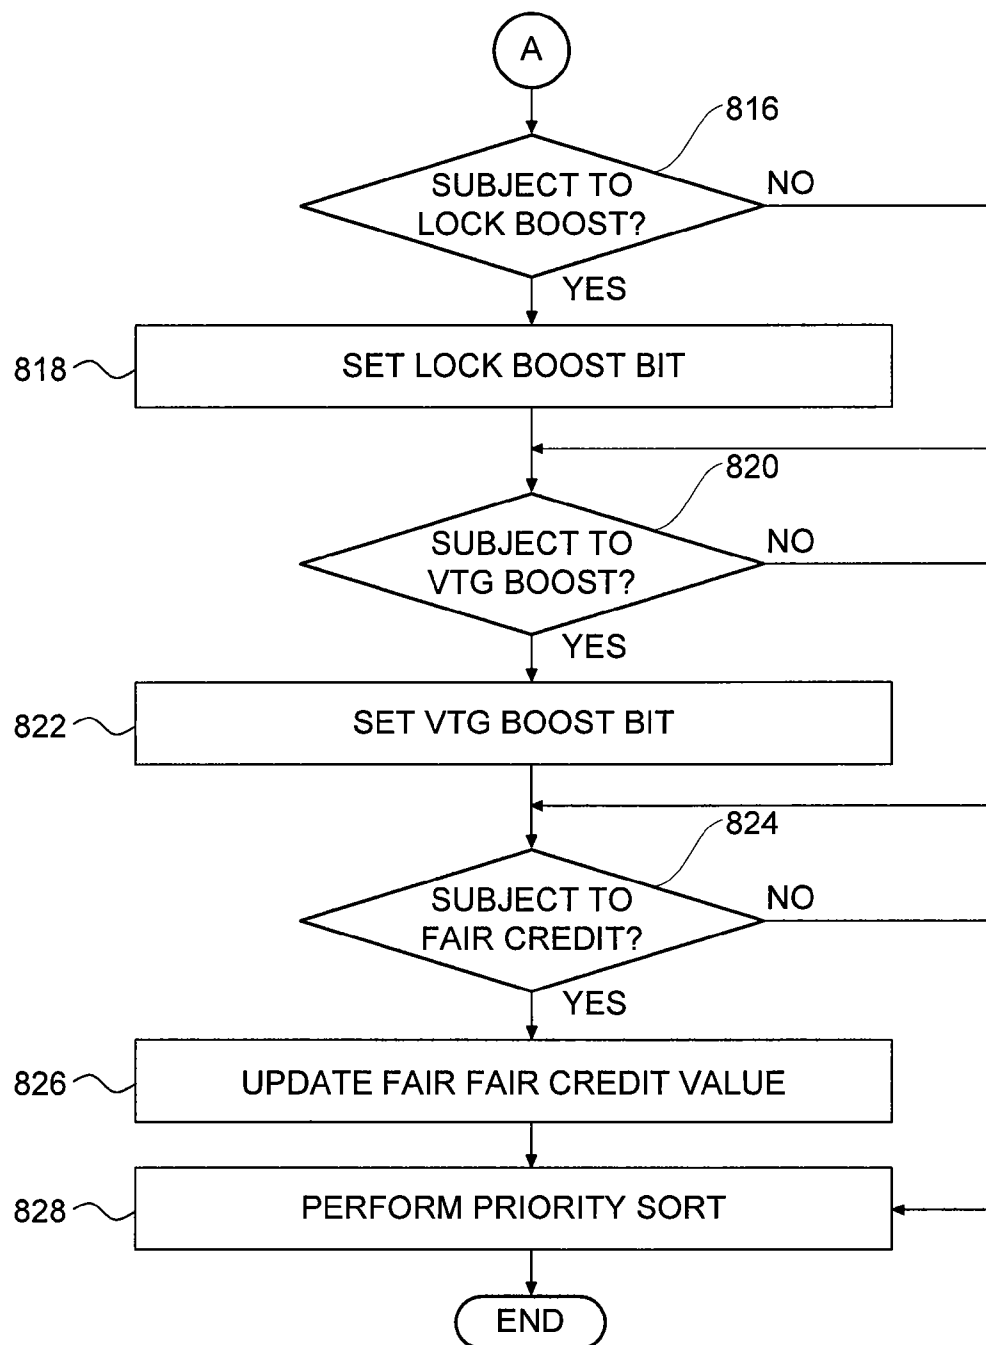 A
816
SUBJECT TO
LOCK BOOST?
NO
YES
818
SET LOCK BOOST BIT
820
SUBJECT TO
VTG BOOST?
NO
YES
822
SET VTG BOOST BIT
824
SUBJECT TO
FAIR CREDIT?
NO
YES
826
UPDATE FAIR FAIR CREDIT VALUE
828
PERFORM PRIORITY SORT
END